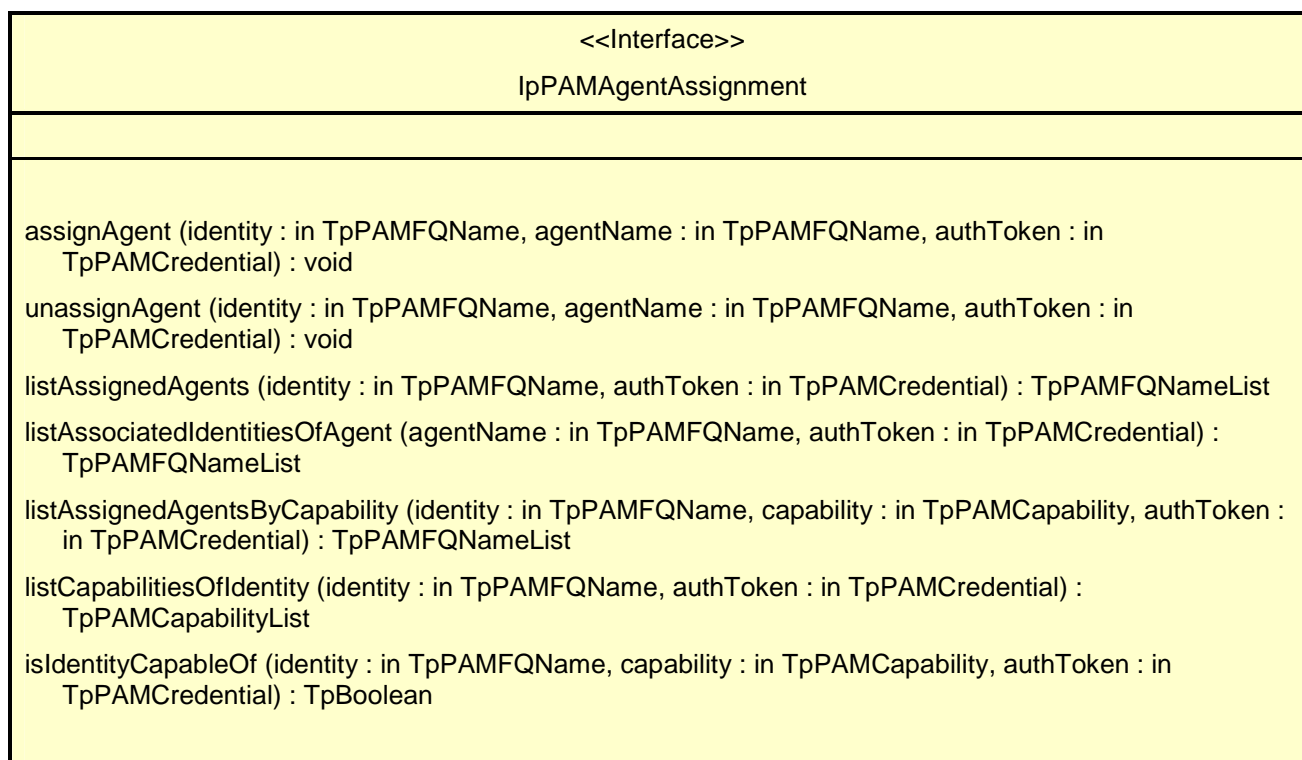 <<Interface>>
IpPAMAgentAssignment
assignAgent (identity : in TpPAMFQName, agentName : in TpPAMFQName, authToken : in
TpPAMCredential) : void
unassignAgent (identity : in TpPAMFQName, agentName : in TpPAMFQName, authToken : in
TpPAMCredential) : void
listAssignedAgents (identity : in TpPAMFQName, authToken : in TpPAMCredential) : TpPAMFQNameList
listAssociatedIdentitiesOfAgent (agentName : in TpPAMFQName, authToken : in TpPAMCredential) :
TpPAMFQNameList
listAssignedAgentsByCapability (identity : in TpPAMFQName, capability : in TpPAMCapability, authToken :
in TpPAMCredential) : TpPAMFQNameList
listCapabilitiesOfIdentity (identity : in TpPAMFQName, authToken : in TpPAMCredential) :
TpPAMCapabilityList
isIdentityCapableOf (identity : in TpPAMFQName, capability : in TpPAMCapability, authToken : in
TpPAMCredential) : TpBoolean